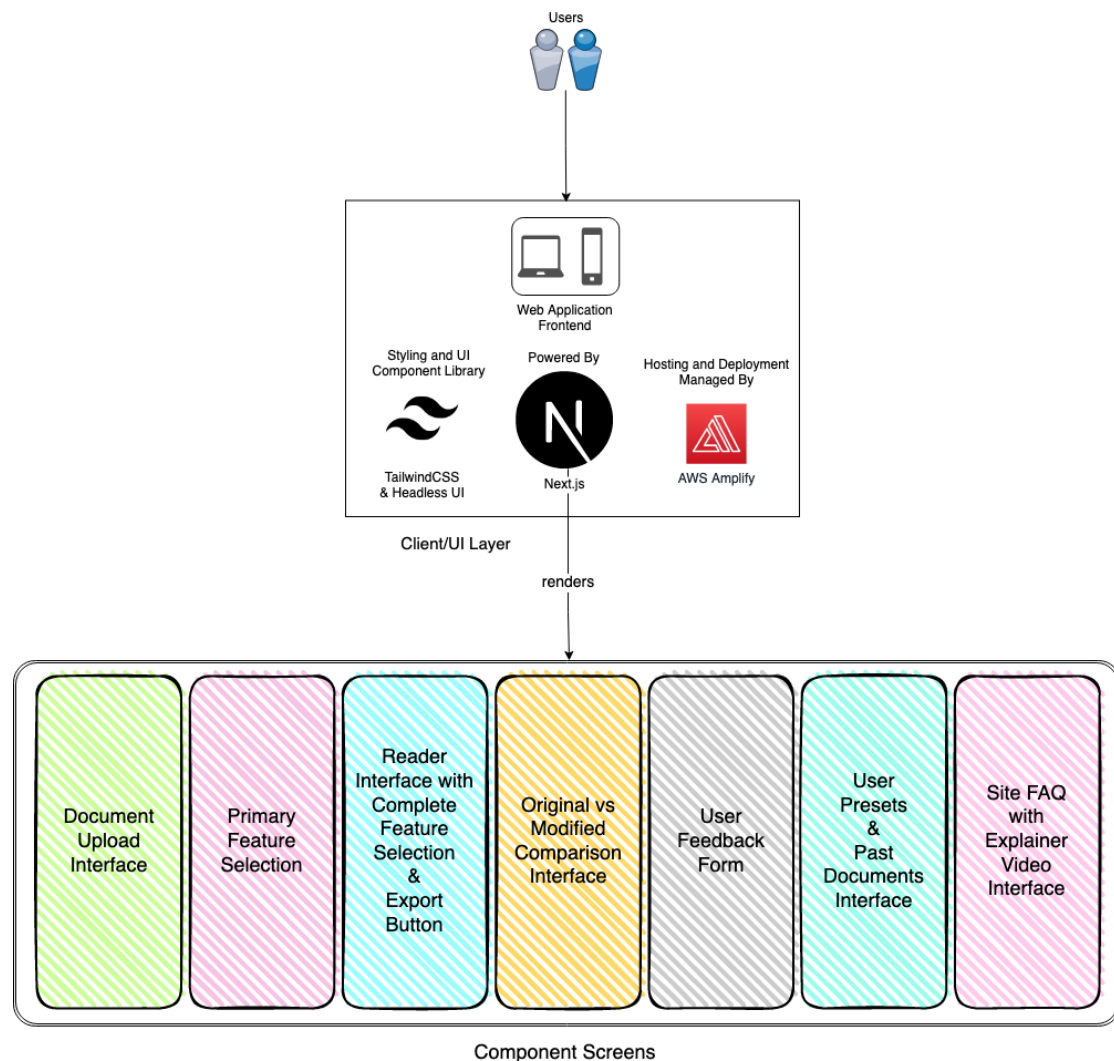 Users
Web Application
Frontend
Styling and UI
Component Library
Powered By
Hosting and Deployment
Managed By
TailwindCSS
& Headless UI
Next.js
AWS Amplify
Client/UI Layer
renders
Document
Upload
Interface
Primary
Feature
Selection
Reader
Interface with
Complete
Feature
Selection
&
Export
Button
Original vs
Modified
Comparison
Interface
User
Feedback
Form
User
Presets
&
Past
Documents
Interface
Site FAQ
with
Explainer
Video
Interface
Component Screens